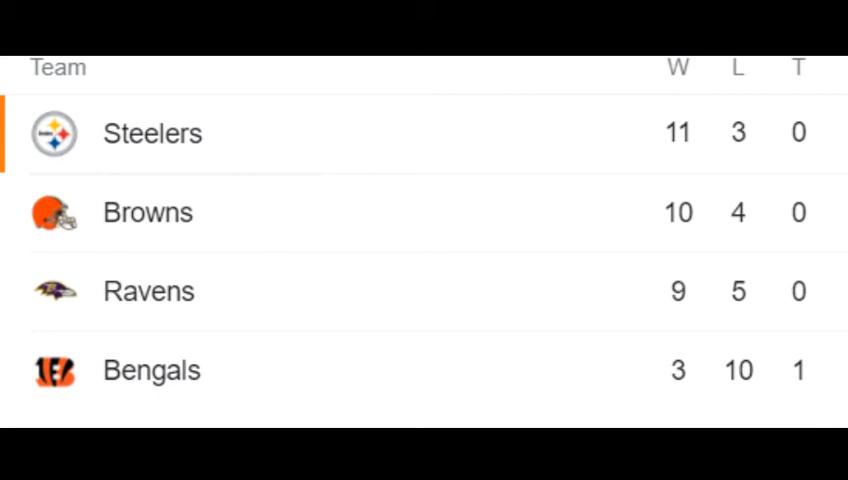 Team W L T
Steelers 11 3 0
Browns 10 4 0
Ravens 9 5 0
Bengals 3 10 1